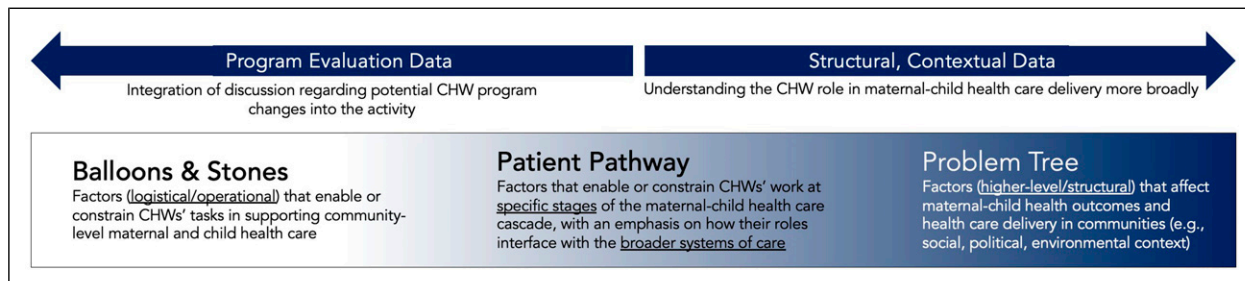 Program Evaluation Data
Structural, Contextual Data
Integration of discussion regarding potential CHW program
changes into the activity
Understanding the CHW role in maternal-child health care delivery more broadly
Balloons & Stones
Factors (logistical/operational) that enable or
constrain CHWs' tasks in supporting community-
level maternal and child health care
Patient Pathway
Factors that enable or constrain CHWs' work at
specific stages of the maternal-child health care
cascade, with an emphasis on how their roles
interface with the broader systems of care
Problem Tree
Factors (higher-level/structural) that affect
maternal-child health outcomes and
health care delivery in communities (e.g.,
social, political, environmental context)